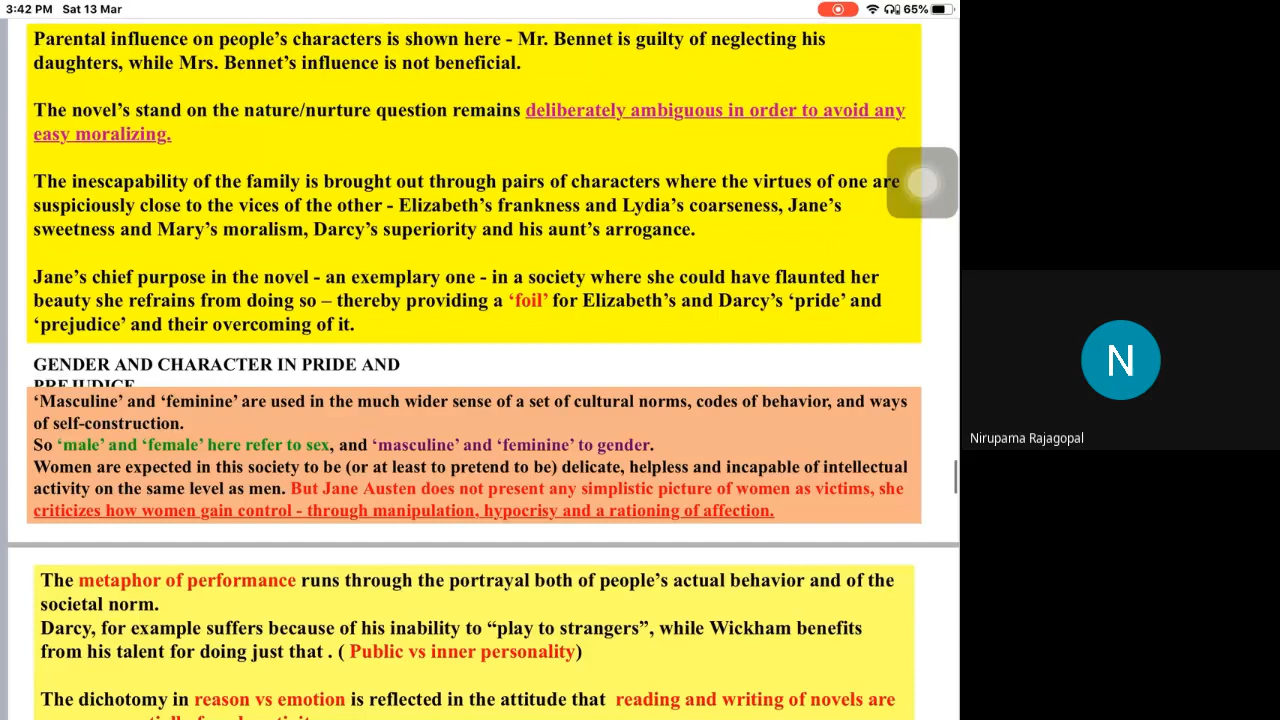 3:42 PM Sat 13 Mar
65%
Parental influence on people's characters is shown here - Mr. Bennet is guilty of neglecting his
daughters, while Mrs. Bennet's influence is not beneficial.
The novel's stand on the nature/nurture question remains deliberately ambiguous in order to avoid any
easy moralizing.
The inescapability of the family is brought out through pairs of characters where the virtues of one are
suspiciously close to the vices of the other - Elizabeth's frankness and Lydia's coarseness, Jane's
sweetness and Mary's moralism, Darcy's superiority and his aunt's arrogance.
Jane's chief purpose in the novel - an exemplary one - in a society where she could have flaunted her
beauty she refrains from doing so – thereby providing a 'foil' for Elizabeth's and Darcy's 'pride' and
'prejudice' and their overcoming of it.
GENDER AND CHARACTER IN PRIDE AND
PREJUDICE
'Masculine' and 'feminine' are used in the much wider sense of a set of cultural norms, codes of behavior, and ways
of self-construction.
So 'male' and 'female' here refer to sex, and 'masculine' and 'feminine' to gender.
Women are expected in this society to be (or at least to pretend to be) delicate, helpless and incapable of intellectual
activity on the same level as men. But Jane Austen does not present any simplistic picture of women as victims, she
criticizes how women gain control - through manipulation, hypocrisy and a rationing of affection.
The metaphor of performance runs through the portrayal both of people's actual behavior and of the
societal norm.
Darcy, for example suffers because of his inability to “play to strangers”, while Wickham benefits
from his talent for doing just that . ( Public vs inner personality)
The dichotomy in reason vs emotion is reflected in the attitude that reading and writing of novels are
N
Nirupama Rajagopal